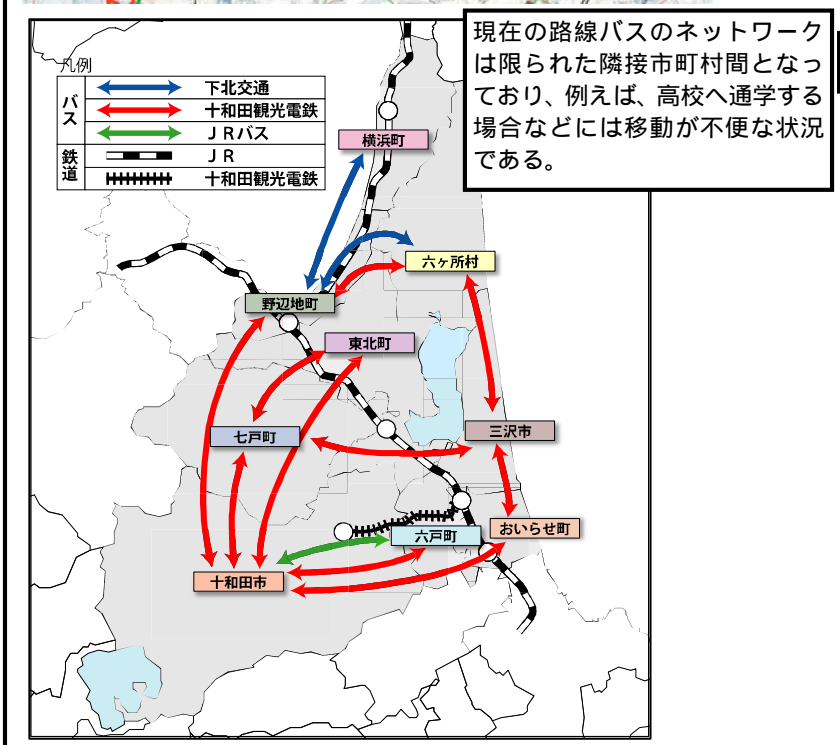 現在の路線バスのネットワーク
は限られた隣接市町村間となっ
ており、例えば、高校へ通学する
場合などには移動が不便な状況
である。
凡例
バス
下北交通
十和田観光電鉄
ＪＲバス
鉄道
ＪＲ
十和田観光電鉄
横浜町
六ヶ所村
野辺地町
東北町
七戸町
三沢市
おいらせ町
六戸町
十和田市